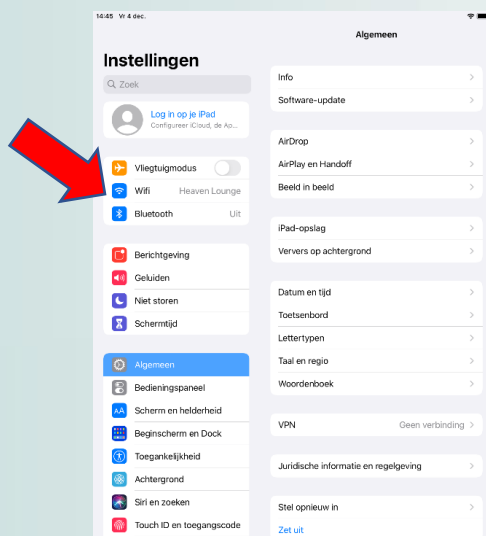 14:45 Vr 4 dec.
Instellingen
Zoek
Log in op je iPad
Configureer iCloud, de Ap...
Vliegtuigmodus
Wifi Heaven Lounge
Bluetooth Uit
Berichtgeving
Geluiden
Niet storen
Schermtijd
Algemeen
Bedieningspaneel
AA Scherm en helderheid
Beginscherm en Dock
Toegankelijkheid
Achtergrond
Siri en zoeken
Touch ID en toegangscode
Algemeen
Info
Software-update
AirDrop
AirPlay en Handoff
Beeld in beeld
iPad-opslag
Ververs op achtergrond
Datum en tijd
Toetsenbord
Lettertypen
Taal en regio
Woordenboek
VPN Geen verbinding
Juridische informatie en regelgeving
Stel opnieuw in
Zet uit